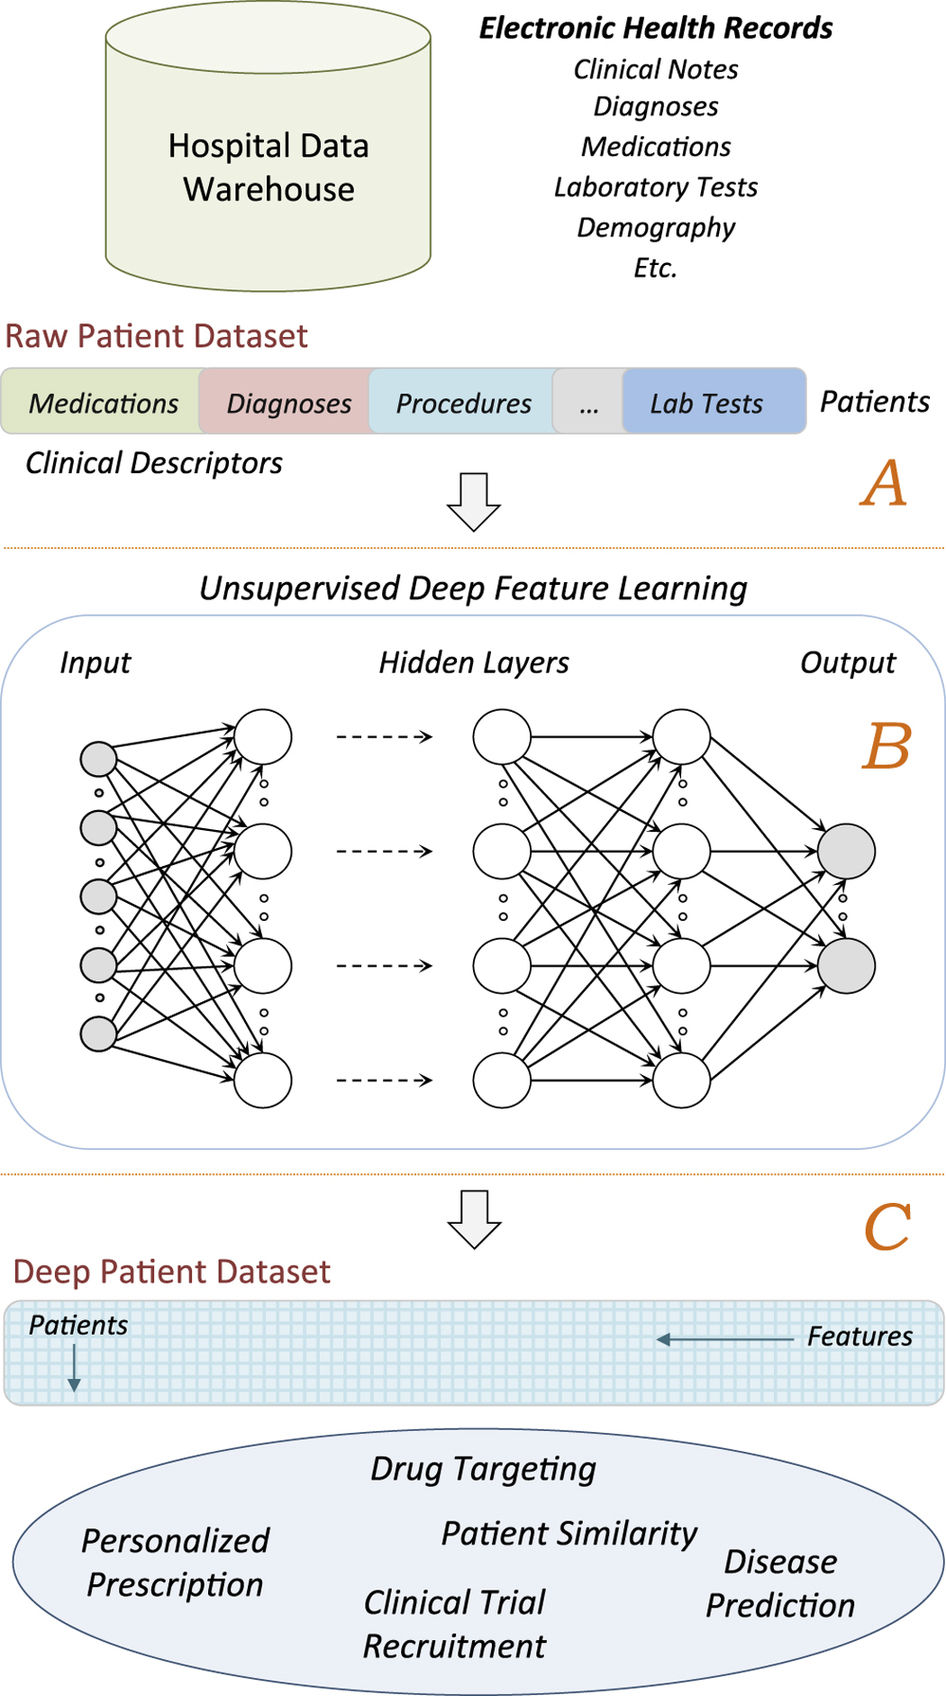 Hospital Data
Warehouse
Electronic Health Records
Clinical Notes
Diagnoses
Medications
Laboratory Tests
Demography
Etc.
Raw Patient Dataset
Medications Diagnoses Procedures ... Lab Tests Patients
Clinical Descriptors
A
Unsupervised Deep Feature Learning
Input Hidden Layers Output
B
C
Deep Patient Dataset
Patients
Features
Drug Targeting
Personalized
Prescription
Patient Similarity
Disease
Prediction
Clinical Trial
Recruitment